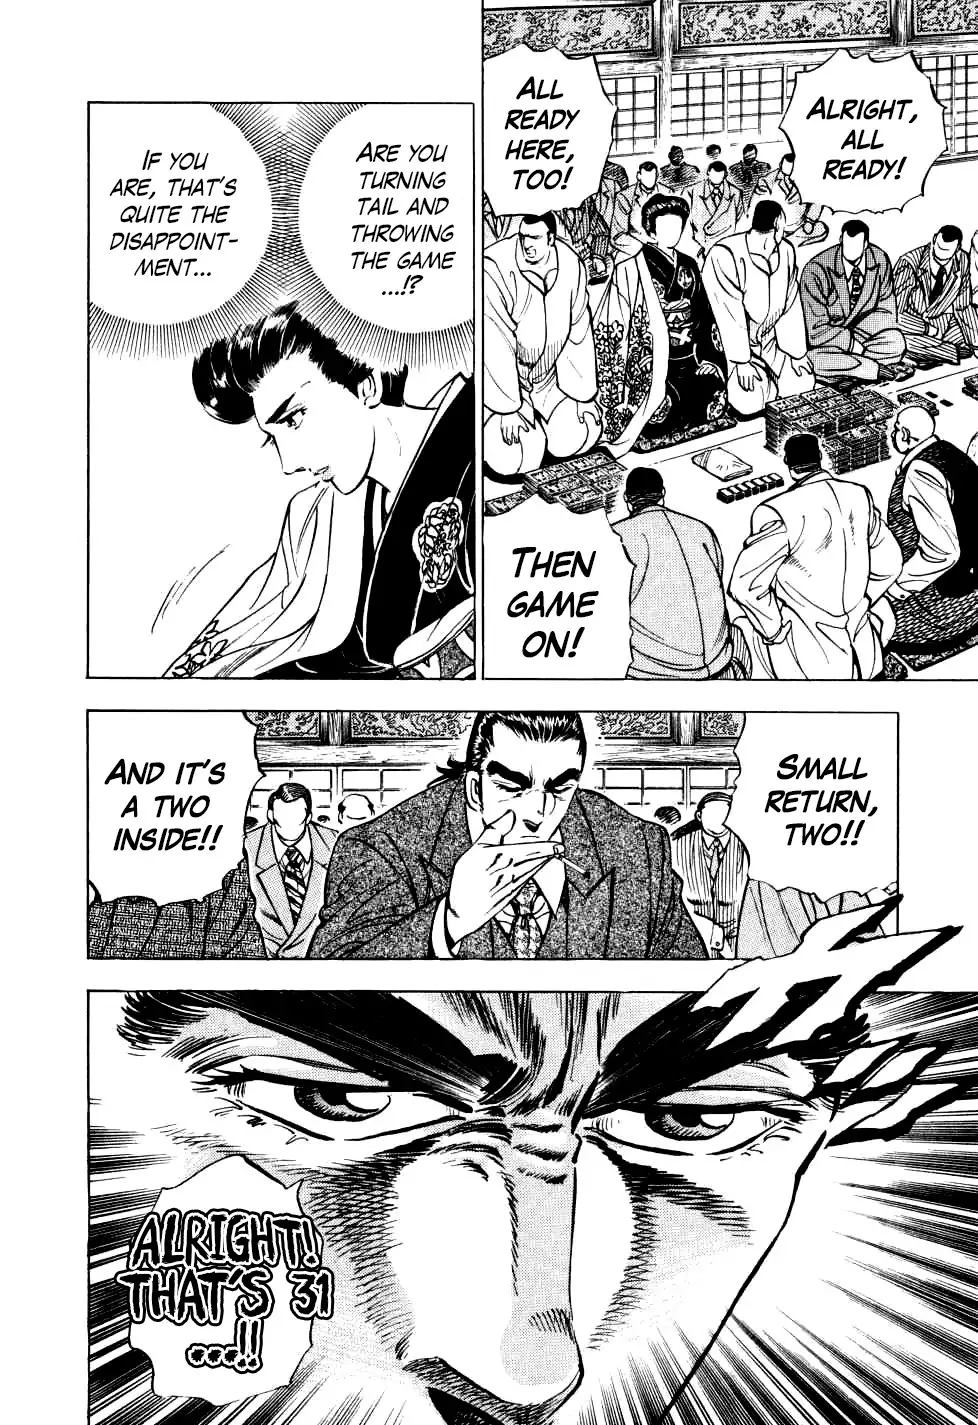 ALRIGHT,
ALL
READY!
ALL
READY
HERE,
TOO!
THEN
GAME
ON!
ARE YOU
TURNING
TAIL AND
THROWING
THE GAME
...!?
IF YOU
ARE, THAT'S
QUITE THE
DISAPPOINT-
MENT...
SMALL
RETURN,
TWO!!
AND IT'S
A TWO
INSIDE!!
ALRIGHT!
THAT'S 31
...!!